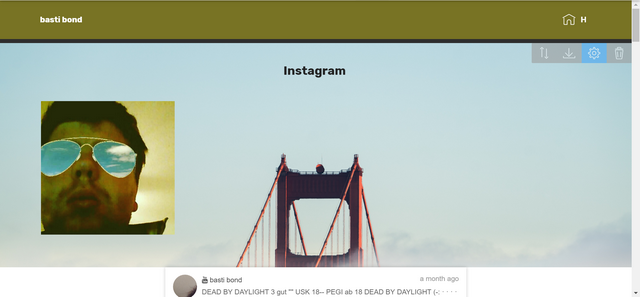 basti bond
H
Instagram
basti bond
a month ago
DEAD BY DAYLIGHT 3 gut "" USK 18-- PEGI ab 18 DEAD BY DAYLIGHT (-: · · · ·